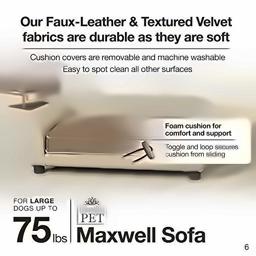 Our Faux-Leather & Textured Velvet
fabrics are durable as they are soft
Cushion covers are removable and machine washable
Easy to spot clean all other surfaces
Foam cushion for
comfort and support
Toggle and loop secures
cushion from sliding
FOR LARGE
DOGS UP TO
75 lbs
PET
Maxwell Sofa
6